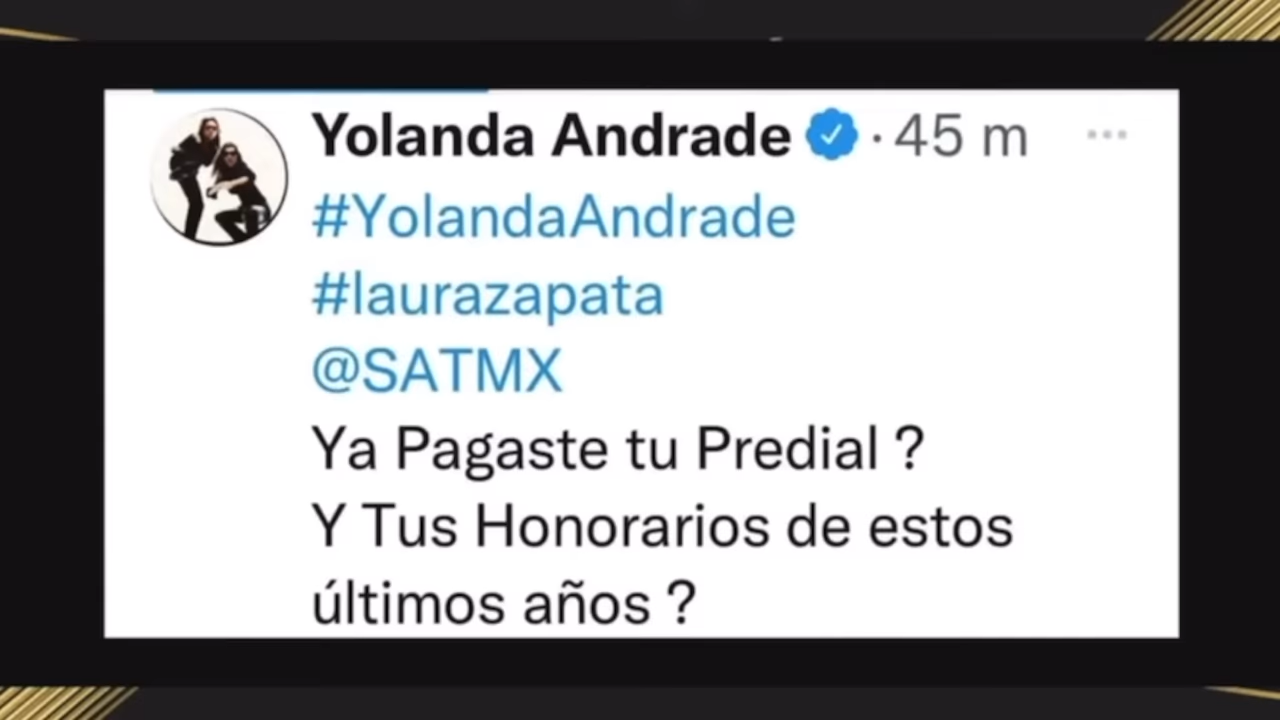 Yolanda Andrade · 45 m
#YolandaAndrade
#laurazapata
@SATMX
Ya Pagaste tu Predial ?
Y Tus Honorarios de estos
últimos años ?